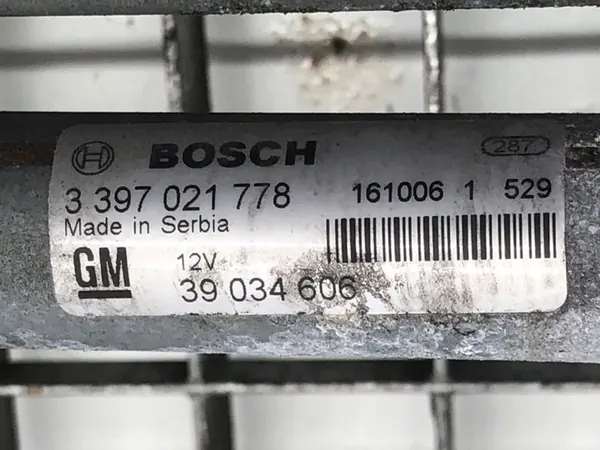 BOSCH 287
3 397 021 778 161006 1 529
Made in Serbia
GM 12V
39 034 606